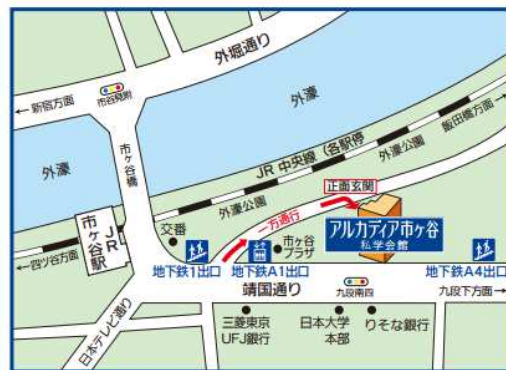 外堀通り
←新宿方面
市谷見附
外濠
飯田橋方面→
外濠
市ヶ谷橋
JR 中央線（各駅停
外濠公園
正面玄関
外濠公園
一方通行
アルカディア市ヶ谷
私学会館
JR
市ヶ谷駅
交番
市ヶ谷
プラザ
←四ツ谷方面
地下鉄1出口
地下鉄A1出口
地下鉄A4出口
靖国通り
九段南四
九段下方面→
日本テレビ通り
三菱東京
UFJ銀行
日本大学
本部
りそな銀行